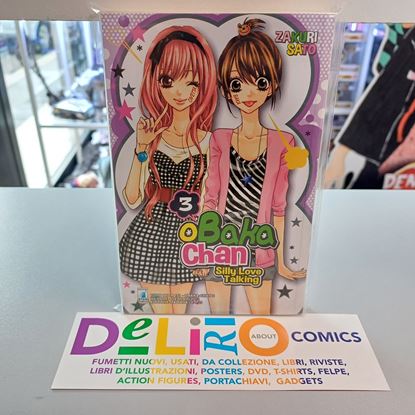 ZAKURI
SATO
3
oBaka
Chan
Silly Love
Talking
DeLiRiO ABOUT COMICS
FUMETTI NUOVI, USATI, DA COLLEZIONE, LIBRI, RIVISTE,
LIBRI D'ILLUSTRAZIONI, POSTERS, DVD, T-SHIRTS, FELPE,
ACTION FIGURES, PORTACHIAVI, GADGETS